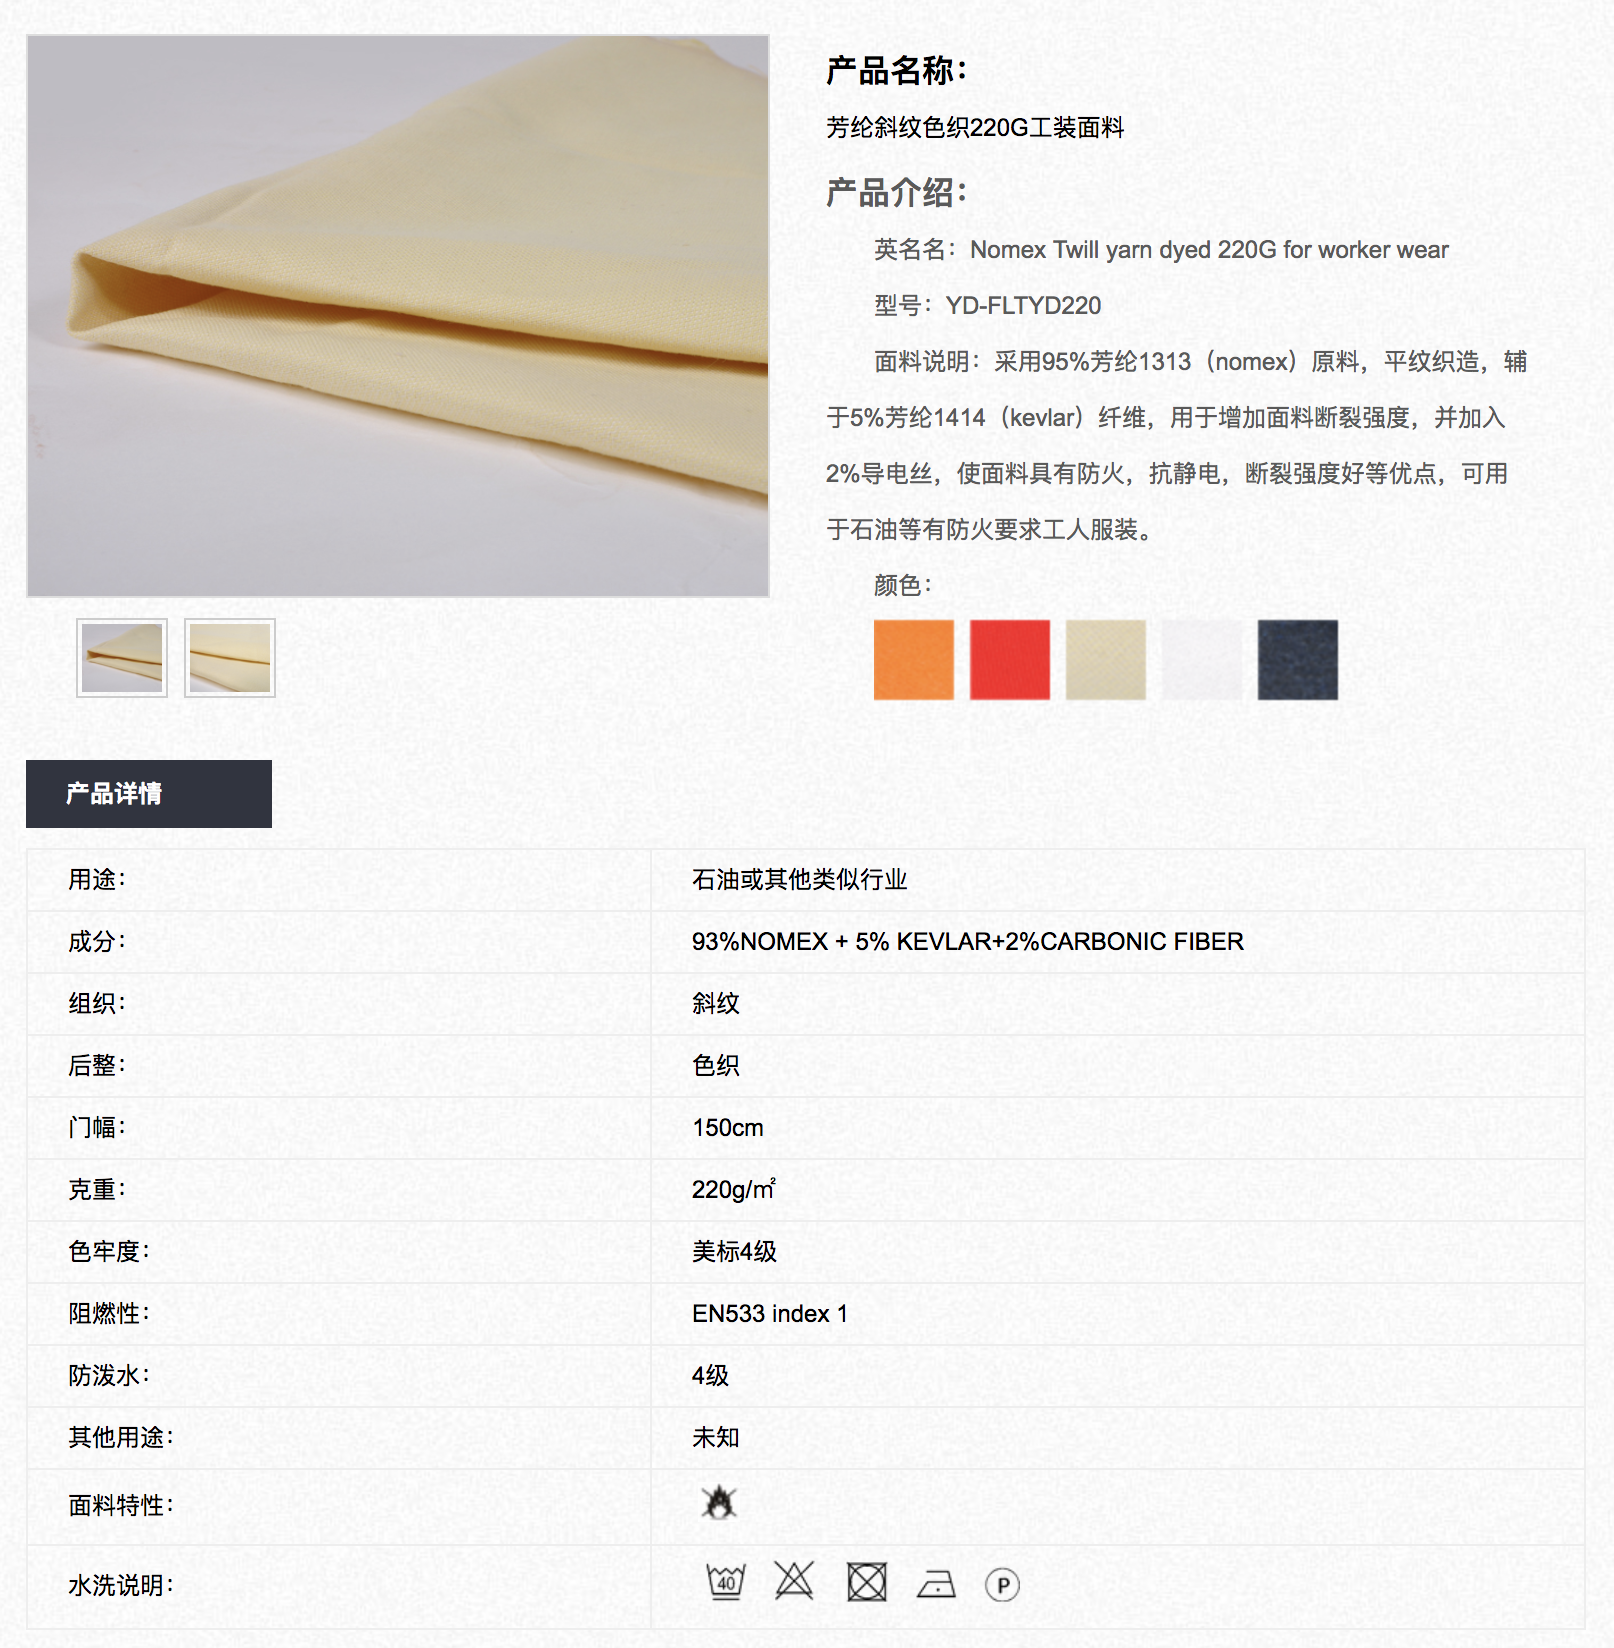 产品名称：
芳纶斜纹色织220G工装面料
产品介绍：
英名名：Nomex Twill yarn dyed 220G for worker wear
型号：YD-FLTYD220
面料说明：采用95%芳纶1313（nomex）原料，平纹织造，辅
于5%芳纶1414（kevlar）纤维，用于增加面料断裂强度，并加入
2%导电丝，使面料具有防火，抗静电，断裂强度好等优点，可用
于石油等有防火要求工人服装。
颜色：
产品详情
用途： 石油或其他类似行业
成分： 93%NOMEX + 5% KEVLAR+2%CARBONIC FIBER
组织： 斜纹
后整： 色织
门幅： 150cm
克重： 220g/㎡
色牢度： 美标4级
阻燃性： EN533 index 1
防泼水： 4级
其他用途： 未知
面料特性：
水洗说明： 40 P